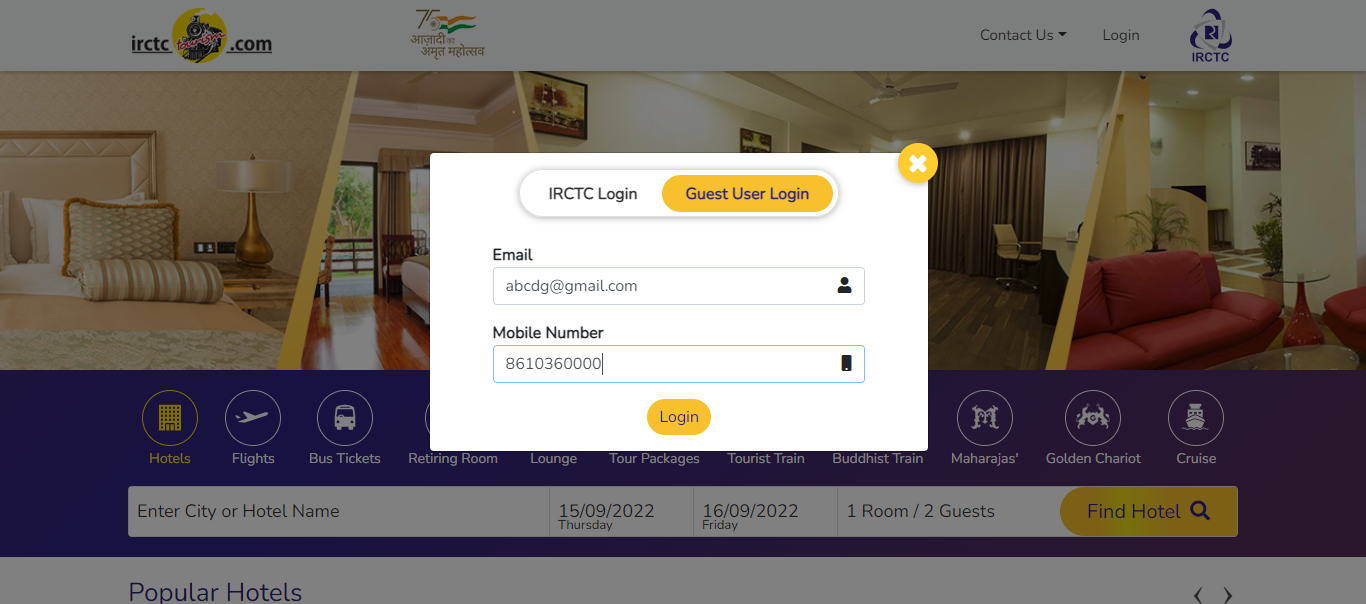 irctc tourism .com
75
आज़ादी का
अमृत महोत्सव
Contact Us
Login
IRCTC
IRCTC Login
Guest User Login
Email
abcdg@gmail.com
Mobile Number
8610360000
Login
Hotels
Flights
Bus Tickets
Retiring Room
Lounge
Tour Packages
Tourist Train
Buddhist Train
Maharajas'
Golden Chariot
Cruise
Enter City or Hotel Name
15/09/2022
Thursday
16/09/2022
Friday
1 Room / 2 Guests
Find Hotel
Popular Hotels